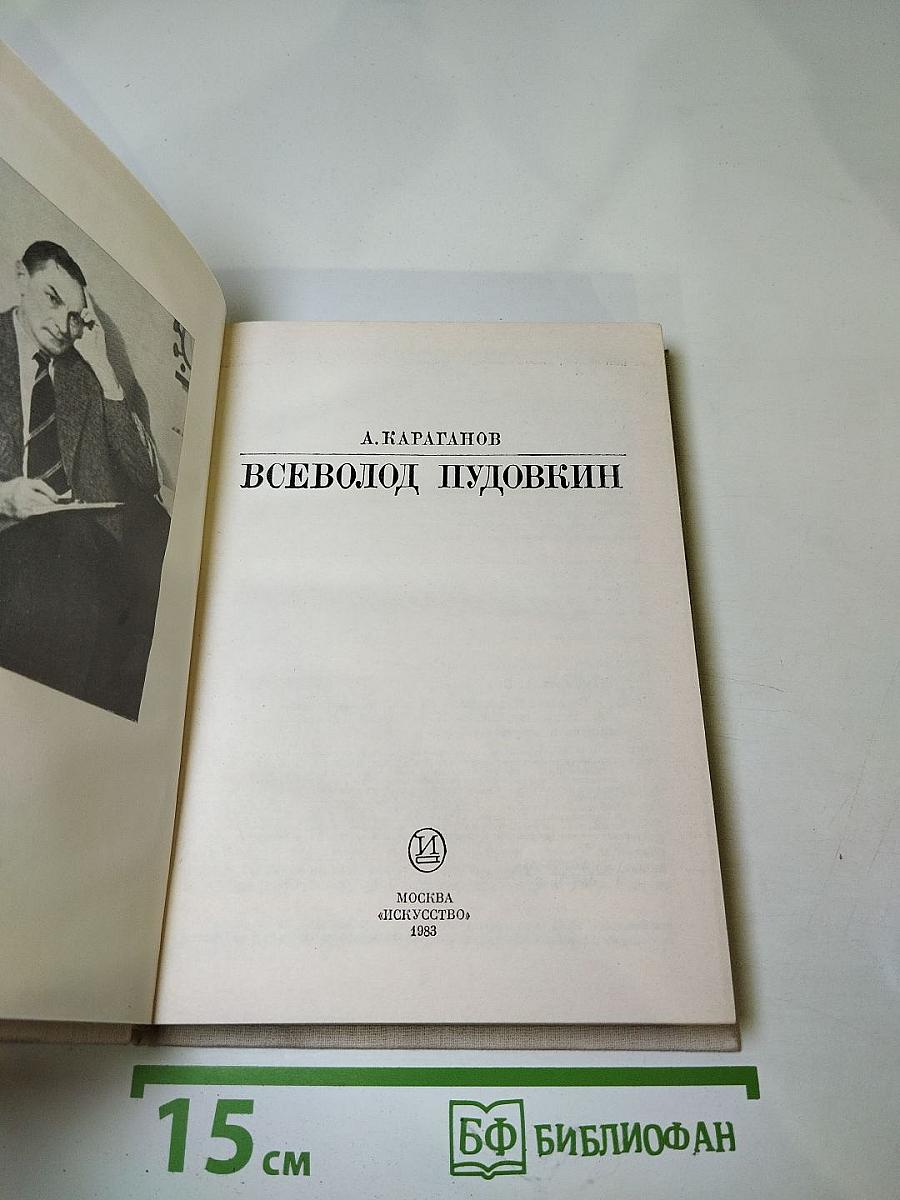 А. КАРАГАНОВ
ВСЕВОЛОД ПУДОВКИН
И
МОСКВА
«ИСКУССТВО»
1983
15 см
БФ БИБЛИОФАН